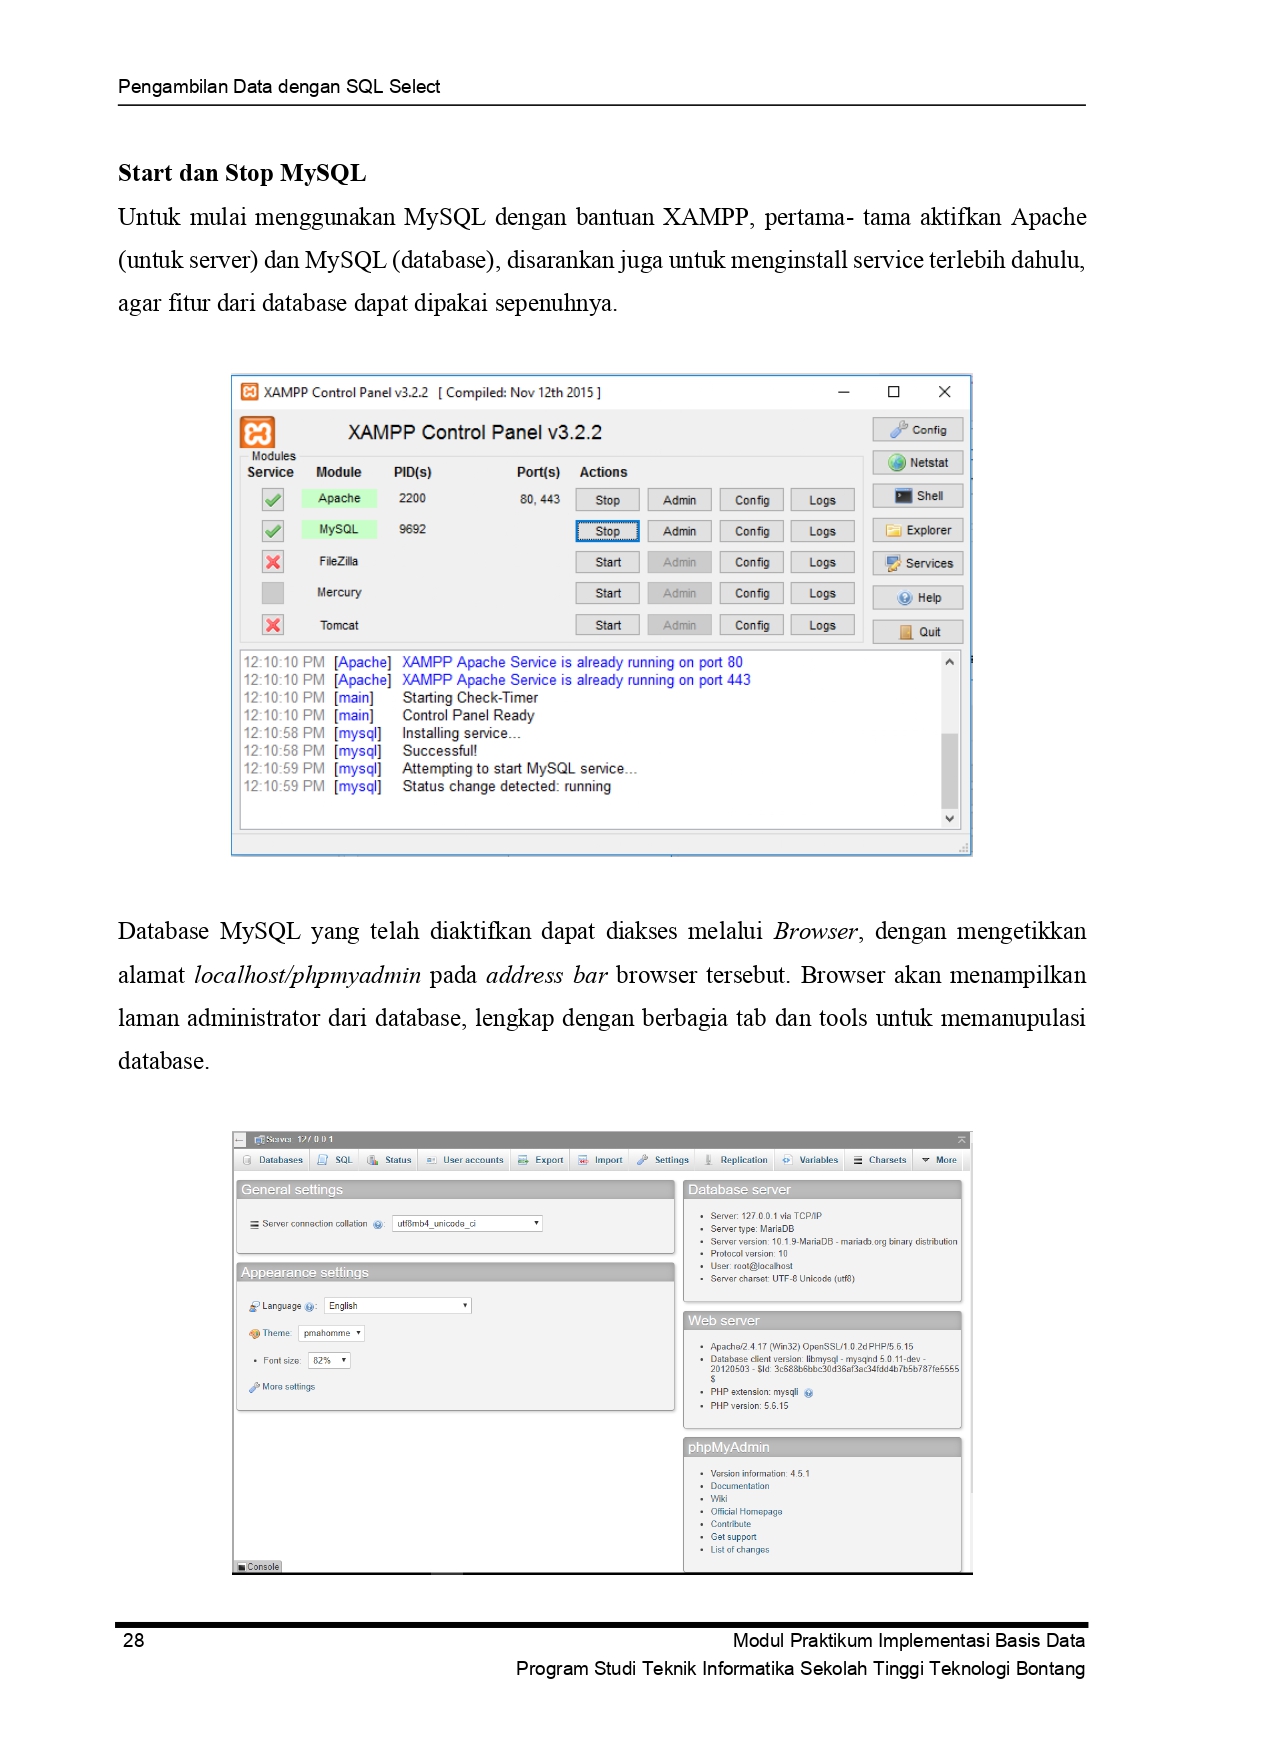 Pengambilan Data dengan SQL Select
Start dan Stop MySQL
Untuk mulai menggunakan MySQL dengan bantuan XAMPP, pertama- tama aktifkan Apache
(untuk server) dan MySQL (database), disarankan juga untuk menginstall service terlebih dahulu,
agar fitur dari database dapat dipakai sepenuhnya.
XAMPP Control Panel v3.2.2 [ Compiled: Nov 12th 2015 ]
XAMPP Control Panel v3.2.2
Config
Modules
Service Module PID(s) Port(s) Actions
Netstat
Apache 2200 80, 443 Stop Admin Config Logs
Shell
MySQL 9692 Stop Admin Config Logs
Explorer
FileZilla Start Admin Config Logs
Services
Mercury Start Admin Config Logs
Help
Tomcat Start Admin Config Logs
Quit
12:10:10 PM [Apache] XAMPP Apache Service is already running on port 80
12:10:10 PM [Apache] XAMPP Apache Service is already running on port 443
12:10:10 PM [main] Starting Check-Timer
12:10:10 PM [main] Control Panel Ready
12:10:58 PM [mysql] Installing service...
12:10:58 PM [mysql] Successful!
12:10:59 PM [mysql] Attempting to start MySQL service...
12:10:59 PM [mysql] Status change detected: running
Database MySQL yang telah diaktifkan dapat diakses melalui Browser, dengan mengetikkan
alamat localhost/phpmyadmin pada address bar browser tersebut. Browser akan menampilkan
laman administrator dari database, lengkap dengan berbagia tab dan tools untuk memanupulasi
database.
Server: 127.0.0.1
Databases SQL Status User accounts Export Import Settings Replication Variables Charsets More
General settings
Server connection collation : utf8mb4_unicode_ci
Appearance settings
Language : English
Theme: pmahomme
Font size: 82%
More settings
Database server
Server: 127.0.0.1 via TCP/IP
Server type: MariaDB
Server version: 10.1.9-MariaDB - mariadb.org binary distribution
Protocol version: 10
User: root@localhost
Server charset: UTF-8 Unicode (utf8)
Web server
Apache/2.4.17 (Win32) OpenSSL/1.0.2d PHP/5.6.15
Database client version: libmysql - mysqlnd 5.0.11-dev -
20120503 - $Id:
$
PHP extension: mysqli
PHP version: 5.6.15
phpMyAdmin
Version information: 4.5.1
Documentation
Wiki
Official Homepage
Contribute
Get support
List of changes
Console
28
Modul Praktikum Implementasi Basis Data
Program Studi Teknik Informatika Sekolah Tinggi Teknologi Bontang